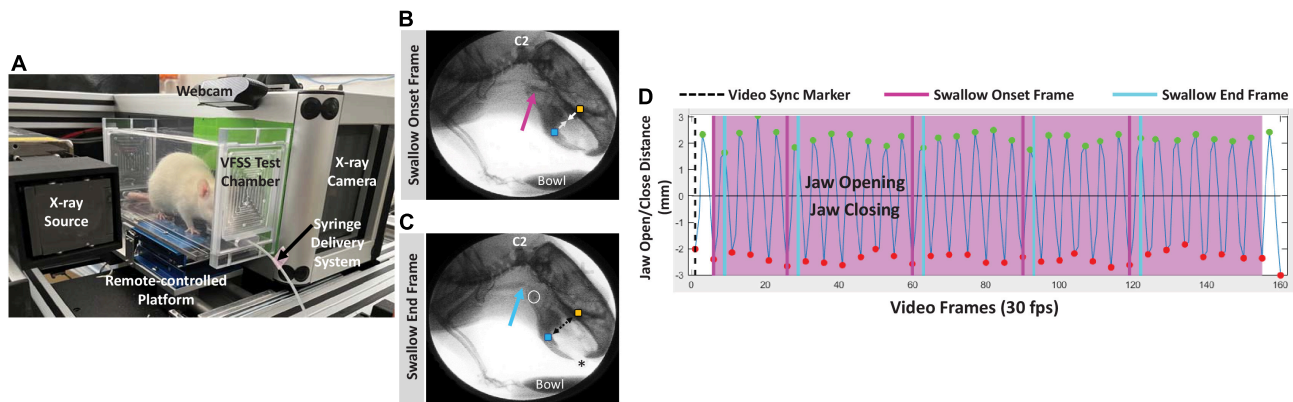 A
Webcam
VFSS Test
Chamber
X-ray
Camera
X-ray
Source
Syringe
Delivery
System
Remote-controlled
Platform
B
Swallow Onset Frame
C2
Bowl
C
Swallow End Frame
C2
*
Bowl
D
Video Sync Marker
Swallow Onset Frame
Swallow End Frame
Jaw Open/Close Distance
(mm)
3
2
1
0
-1
-2
-3
Jaw Opening
Jaw Closing
0 20 40 60 80 100 120 140 160
Video Frames (30 fps)